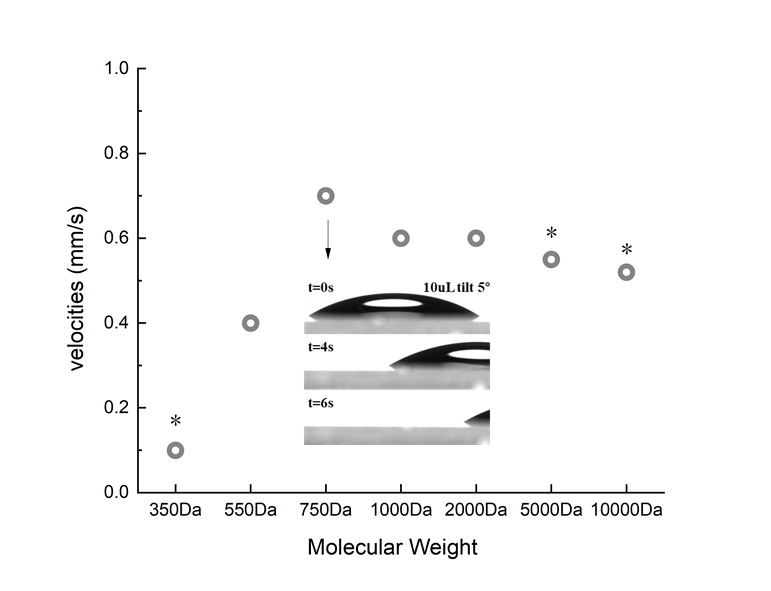 1.0
0.8
0.6
0.4
0.2
0.0
velocities (mm/s)
*
*
*
t=0s 10uL tilt 5°
t=4s
t=6s
350Da 550Da 750Da 1000Da 2000Da 5000Da 10000Da
Molecular Weight